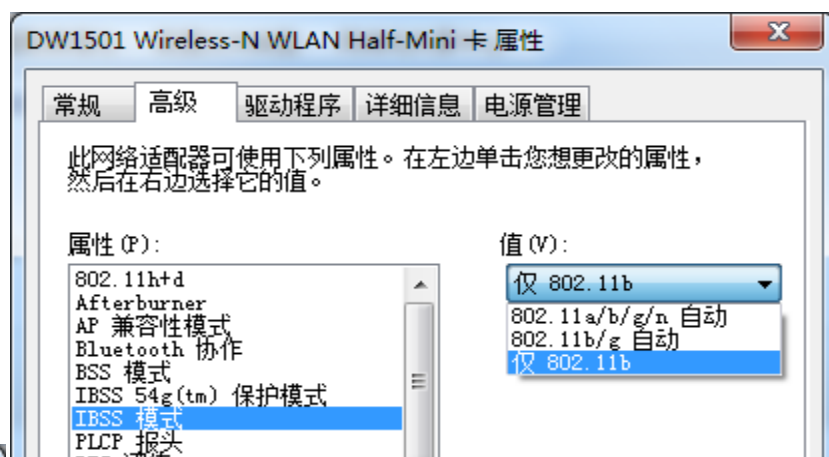 DW1501 Wireless-N WLAN Half-Mini 卡 属性
常规 高级 驱动程序 详细信息 电源管理
此网络适配器可使用下列属性。在左边单击您想更改的属性，
然后在右边选择它的值。
属性(P):
802.11h+d
Afterburner
AP 兼容性模式
Bluetooth 协作
BSS 模式
IBSS 54g(tm) 保护模式
IBSS 模式
PLCP 报头
值(V):
仅 802.11b
802.11a/b/g/n 自动
802.11b/g 自动
仅 802.11b